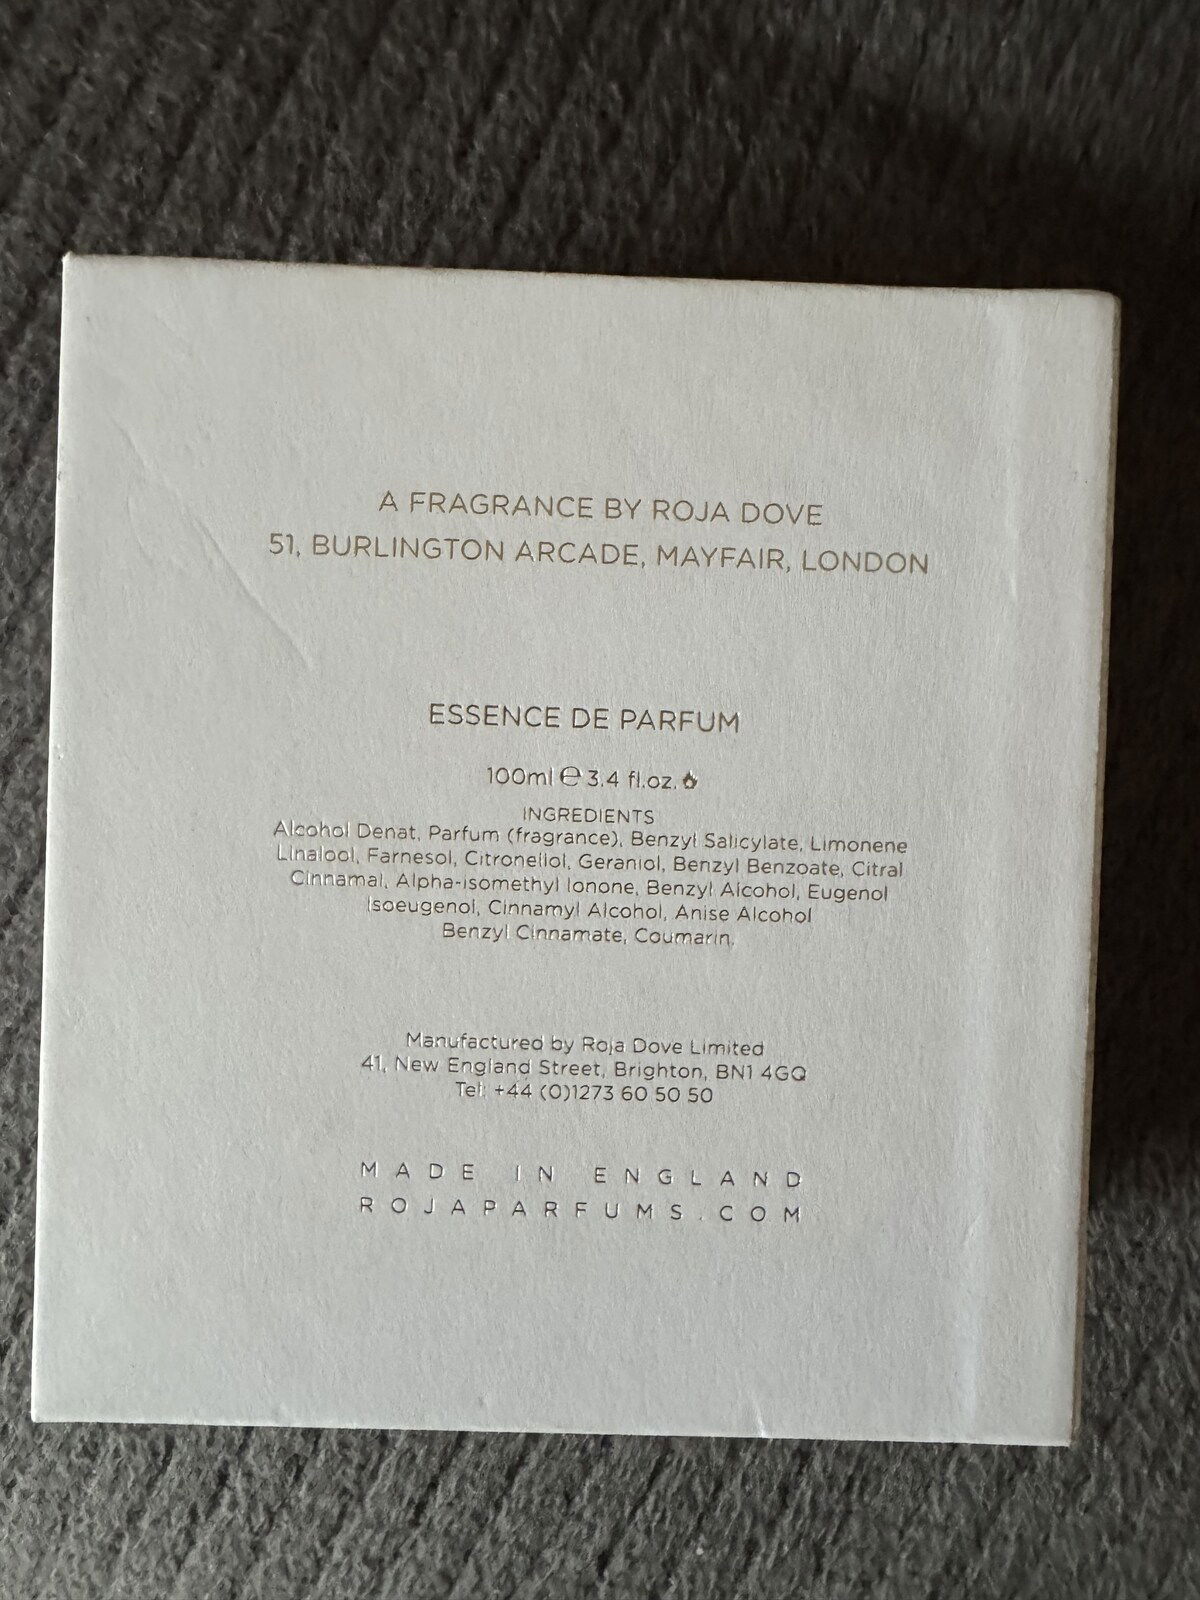 A FRAGRANCE BY ROJA DOVE
51, BURLINGTON ARCADE, MAYFAIR, LONDON
ESSENCE DE PARFUM
100ml ℮ 3.4 fl.oz.
INGREDIENTS
Alcohol Denat, Parfum (fragrance), Benzyl Salicylate, Limonene
Linalool, Farnesol, Citronellol, Geraniol, Benzyl Benzoate, Citral
Cinnamal, Alpha-isomethyl Ionone, Benzyl Alcohol, Eugenol
Isoeugenol, Cinnamyl Alcohol, Anise Alcohol
Benzyl Cinnamate, Coumarin.
Manufactured by Roja Dove Limited
41, New England Street, Brighton, BN1 4GQ
Tel: +44 (0)1273 60 50 50
MADE IN ENGLAND
ROJAPARFUMS.COM